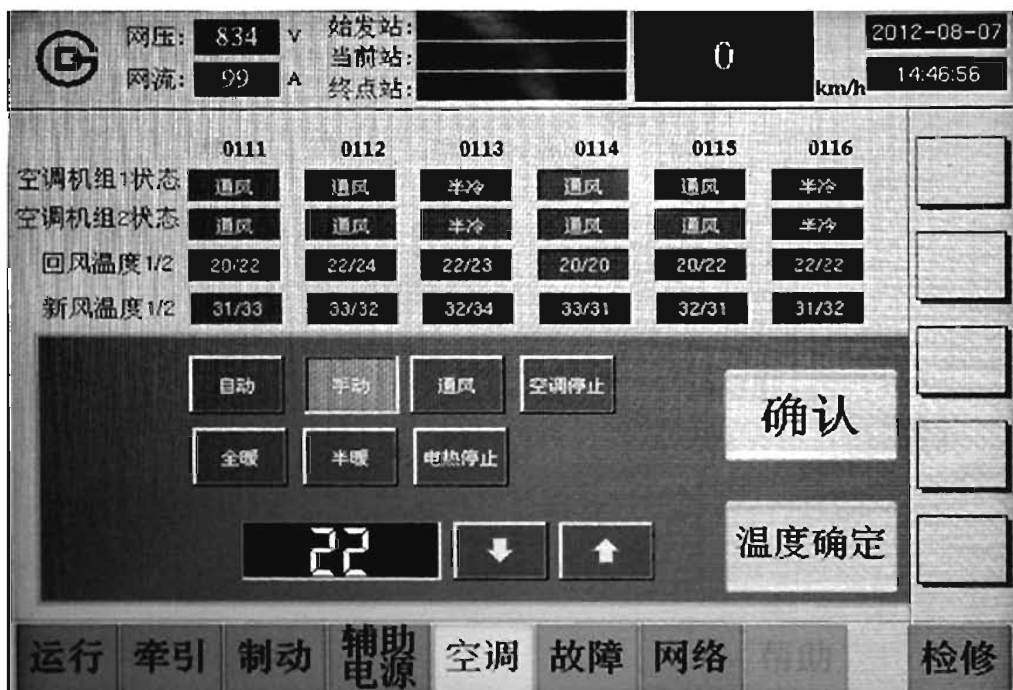 网压: 834 V 始发站:
当前站:
网流: 99 A 终点站:
0 km/h
2012-08-07
14:46:56
0111 0112 0113 0114 0115 0116
空调机组1状态 通风 通风 半冷 通风 通风 半冷
空调机组2状态 通风 通风 半冷 通风 通风 半冷
回风温度1/2 20/22 22/24 22/23 20/20 20/22 22/22
新风温度1/2 31/33 33/32 32/34 33/31 32/31 31/32
自动 手动 通风 空调停止
确认
全暖 半暖 电热停止
22 温度确定
运行 牵引 制动 辅助电源 空调 故障 网络 检修